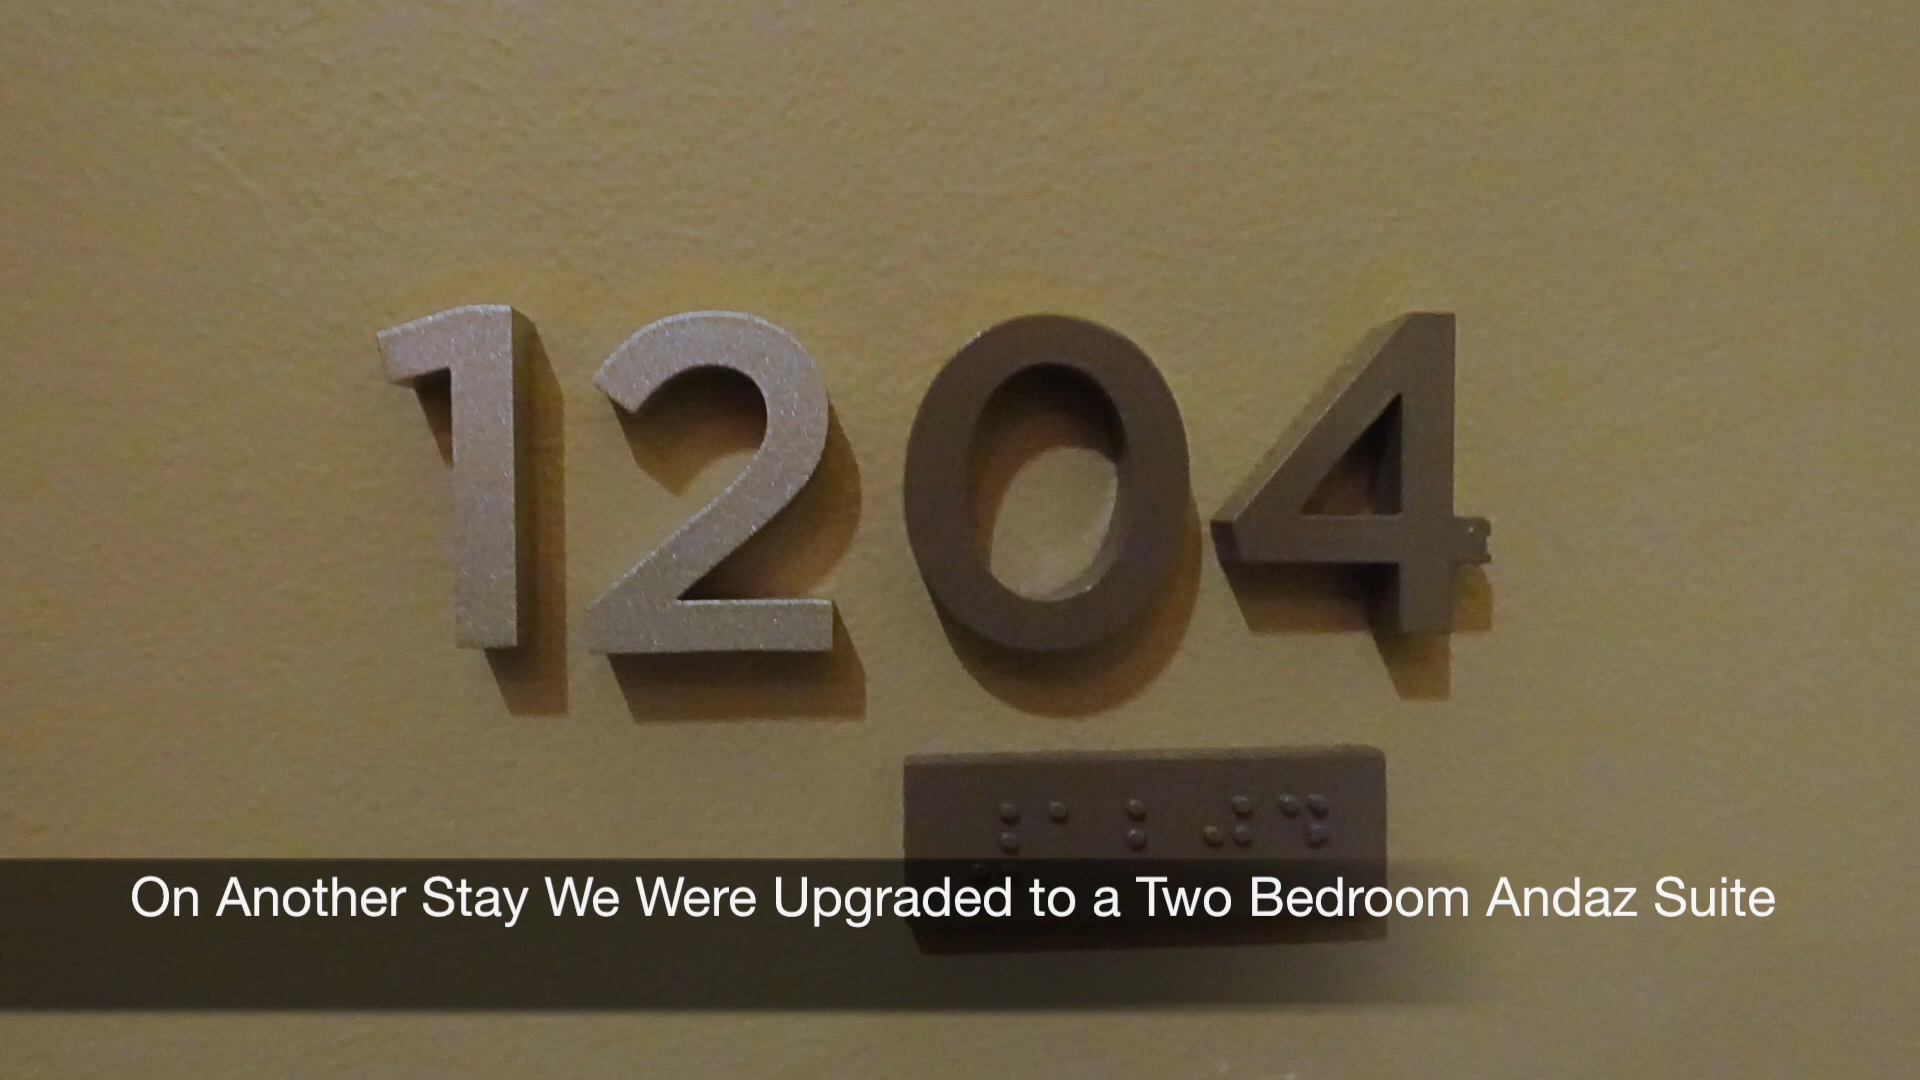 1204
⠼⠁⠃⠚⠙
On Another Stay We Were Upgraded to a Two Bedroom Andaz Suite